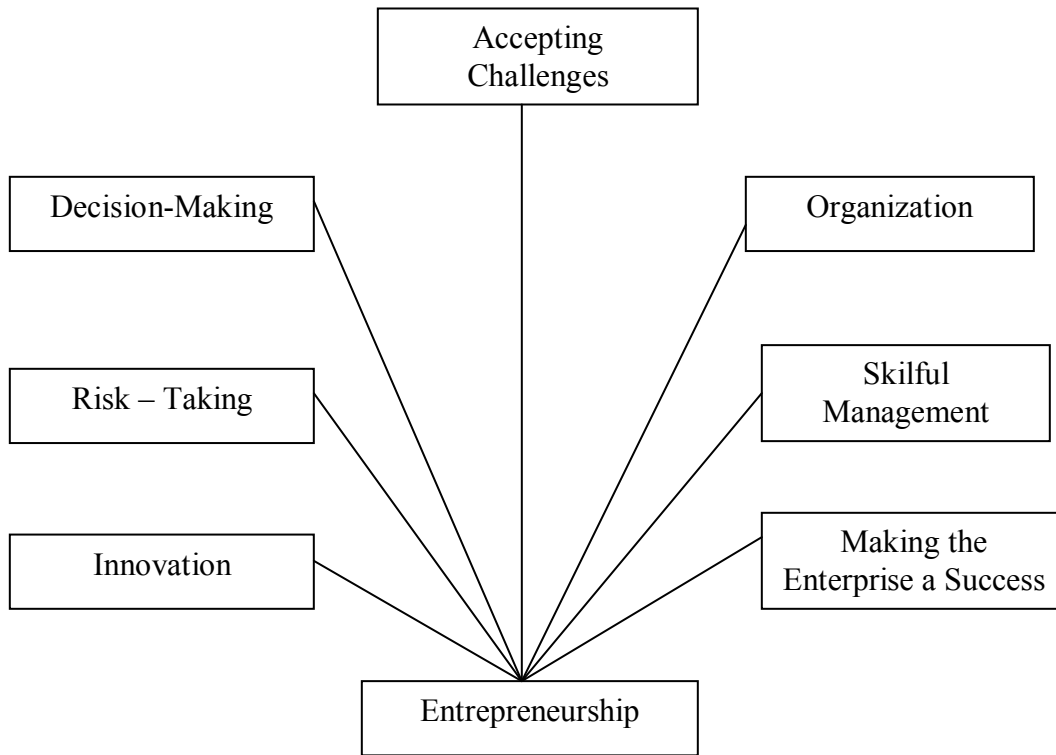 Accepting
Challenges
Decision-Making
Organization
Risk – Taking
Skilful
Management
Innovation
Making the
Enterprise a Success
Entrepreneurship